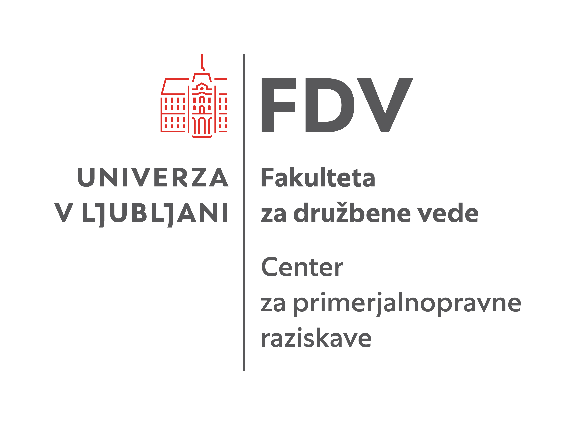 UNIVERZA
V LJUBLJANI
FDV
Fakulteta
za družbene vede
Center
za primerjalnopravne
raziskave